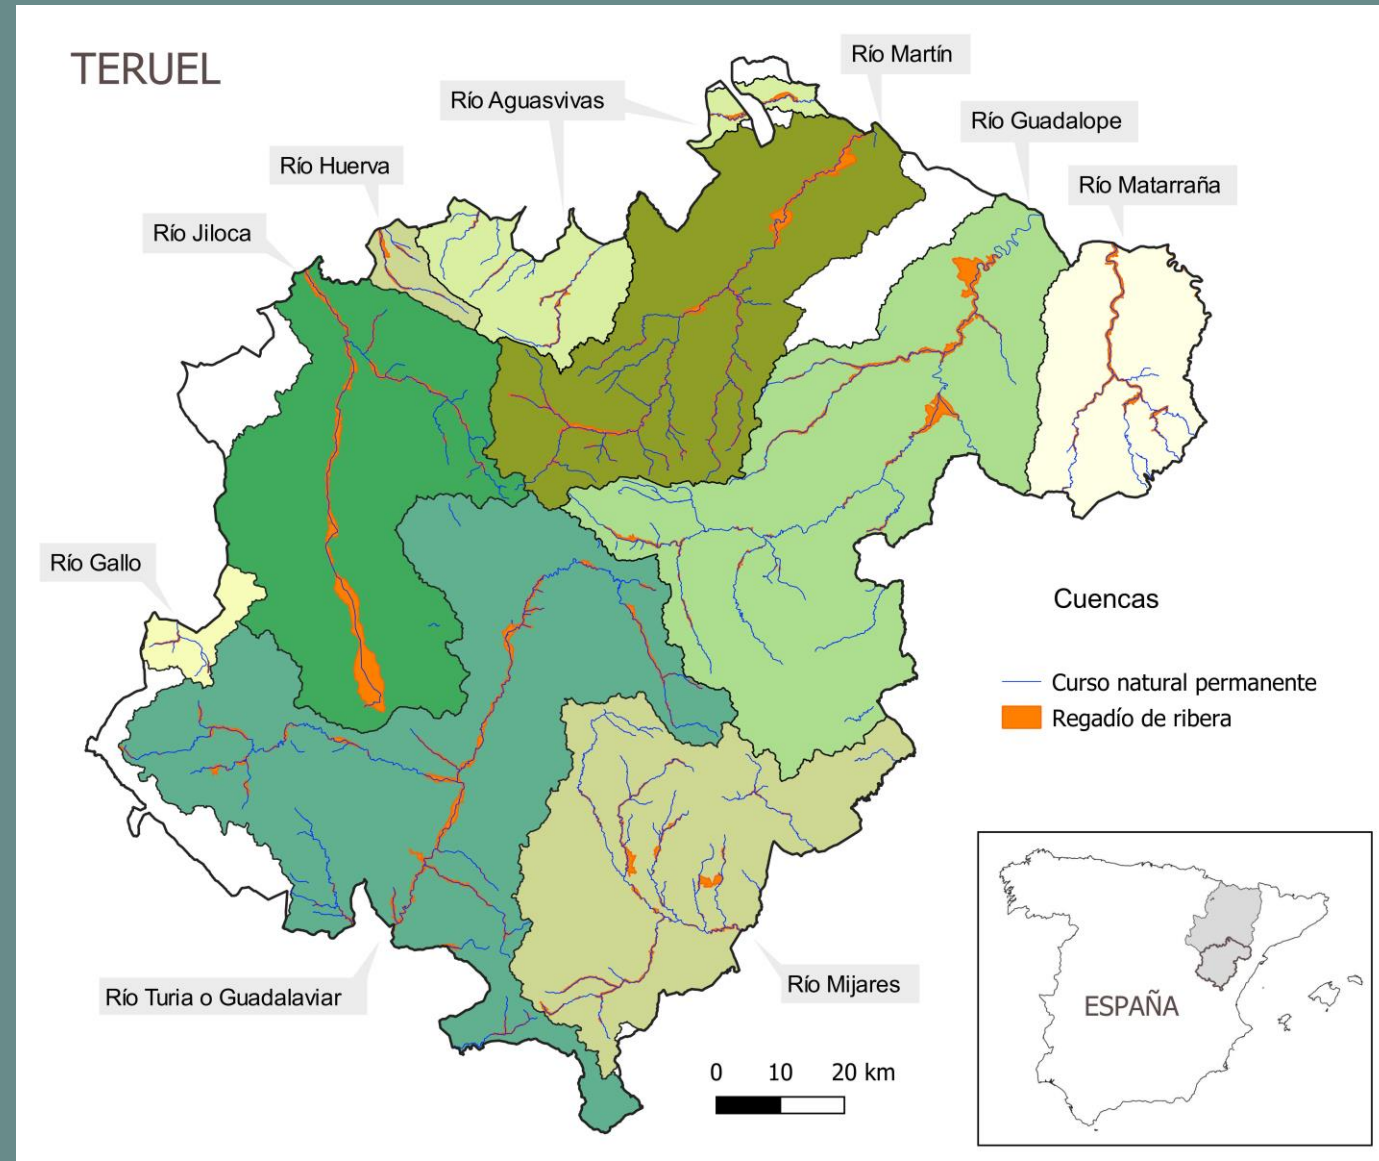 TERUEL
Río Martín
Río Aguasvivas
Río Guadalope
Río Huerva
Río Matarraña
Río Jiloca
Río Gallo
Cuencas
Curso natural permanente
Regadío de ribera
Río Turia o Guadalaviar
Río Mijares
0 10 20 km
ESPAÑA